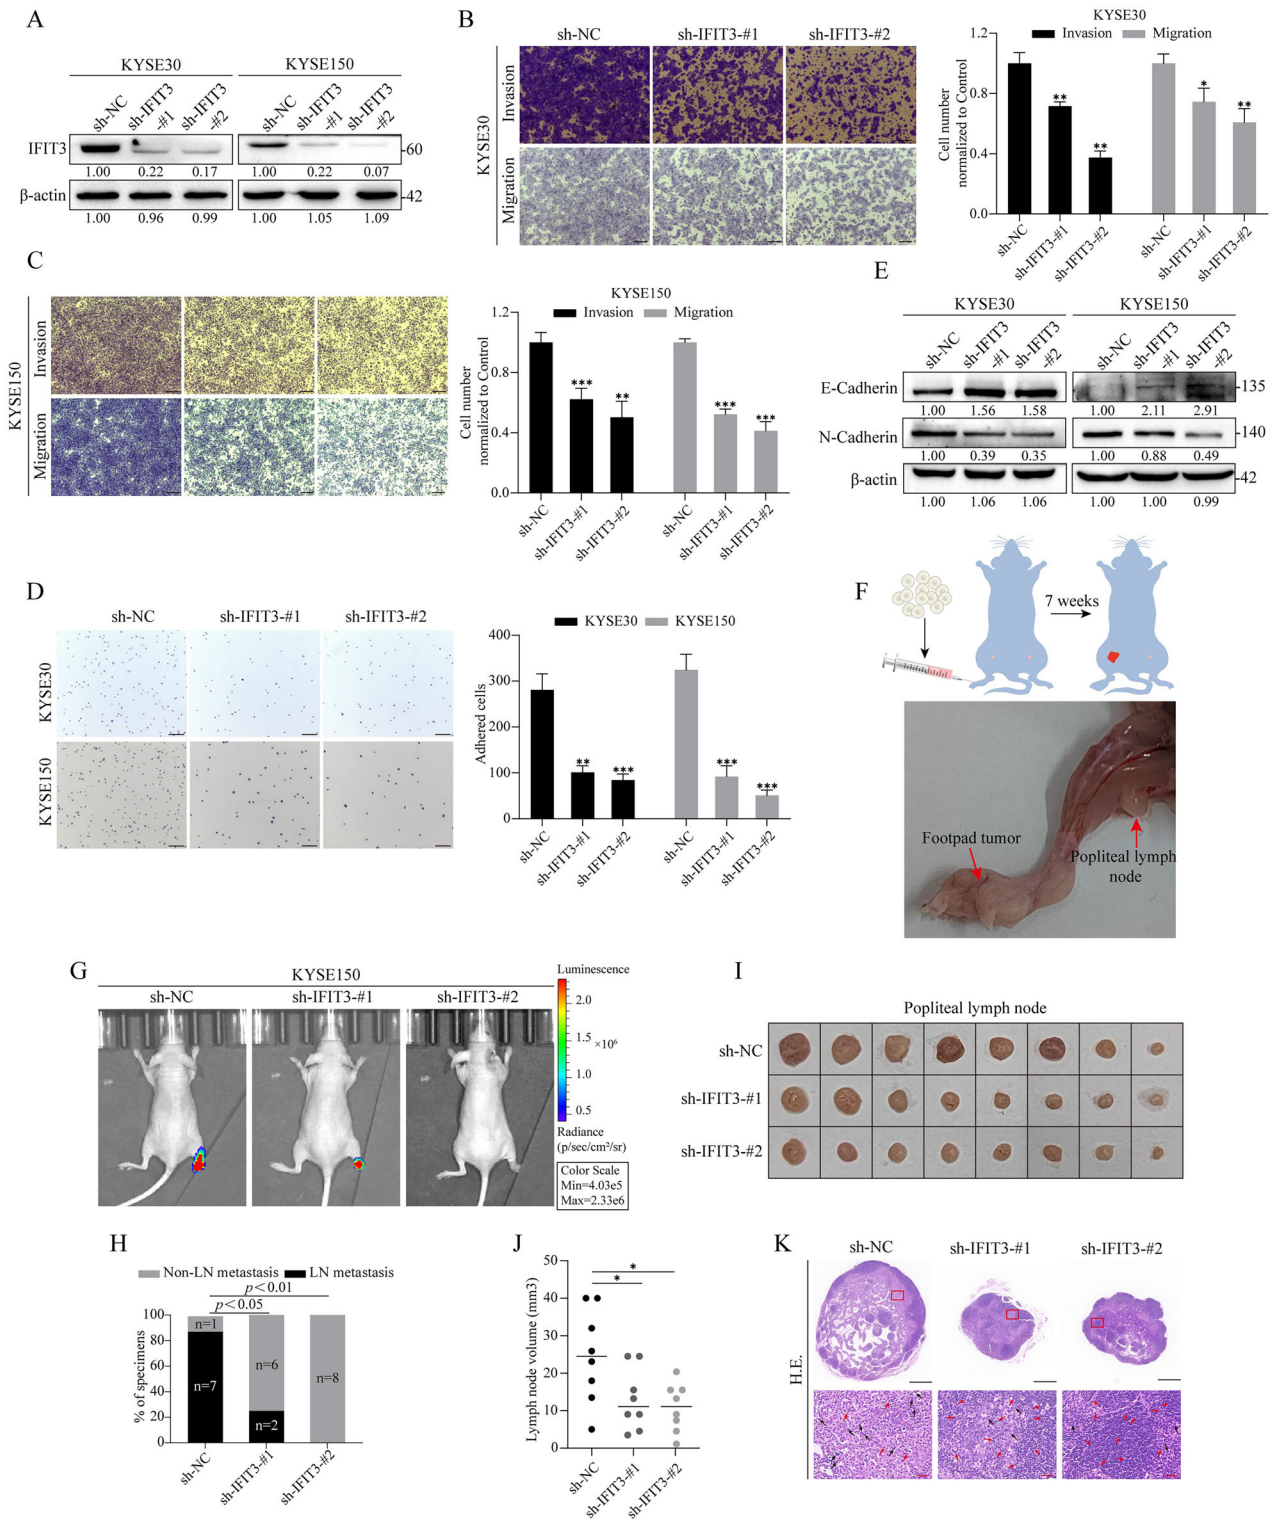 A
KYSE30 KYSE150
sh-NC sh-IFIT3-#1 sh-IFIT3-#2 sh-NC sh-IFIT3-#1 sh-IFIT3-#2
IFIT3 -60
1.00 0.22 0.17 1.00 0.22 0.07
β-actin -42
1.00 0.96 0.99 1.00 1.05 1.09
B
sh-NC sh-IFIT3-#1 sh-IFIT3-#2
KYSE30
Invasion
Migration
KYSE30
Invasion Migration
Cell number
normalized to Control
1.2
0.8
0.4
0.0
** ** * **
sh-NC sh-IFIT3-#1 sh-IFIT3-#2 sh-NC sh-IFIT3-#1 sh-IFIT3-#2
C
KYSE150
Invasion
Migration
KYSE150
Invasion Migration
Cell number
normalized to Control
1.2
0.8
0.4
0.0
*** ** *** ***
sh-NC sh-IFIT3-#1 sh-IFIT3-#2 sh-NC sh-IFIT3-#1 sh-IFIT3-#2
E
KYSE30 KYSE150
sh-NC sh-IFIT3-#1 sh-IFIT3-#2 sh-NC sh-IFIT3-#1 sh-IFIT3-#2
E-Cadherin -135
1.00 1.56 1.58 1.00 2.11 2.91
N-Cadherin -140
1.00 0.39 0.35 1.00 0.88 0.49
β-actin -42
1.00 1.06 1.06 1.00 1.00 0.99
D
sh-NC sh-IFIT3-#1 sh-IFIT3-#2
KYSE30
KYSE150
KYSE30 KYSE150
Adhered cells
400
300
200
100
0
** *** *** ***
sh-NC sh-IFIT3-#1 sh-IFIT3-#2 sh-NC sh-IFIT3-#1 sh-IFIT3-#2
F
7 weeks
Footpad tumor
Popliteal lymph
node
G
KYSE150
sh-NC sh-IFIT3-#1 sh-IFIT3-#2
Luminescence
2.0
1.5
×10⁶
1.0
0.5
Radiance
(p/sec/cm²/sr)
Color Scale
Min=4.03e5
Max=2.33e6
I
Popliteal lymph node
sh-NC
sh-IFIT3-#1
sh-IFIT3-#2
H
Non-LN metastasis LN metastasis
p<0.01
p<0.05
% of specimens
100
80
60
40
20
0
n=1
n=7
n=6
n=2
n=8
sh-NC sh-IFIT3-#1 sh-IFIT3-#2
J
Lymph node volume (mm3)
50
40
30
20
10
0
*
*
sh-NC sh-IFIT3-#1 sh-IFIT3-#2
K
sh-NC sh-IFIT3-#1 sh-IFIT3-#2
H.E.